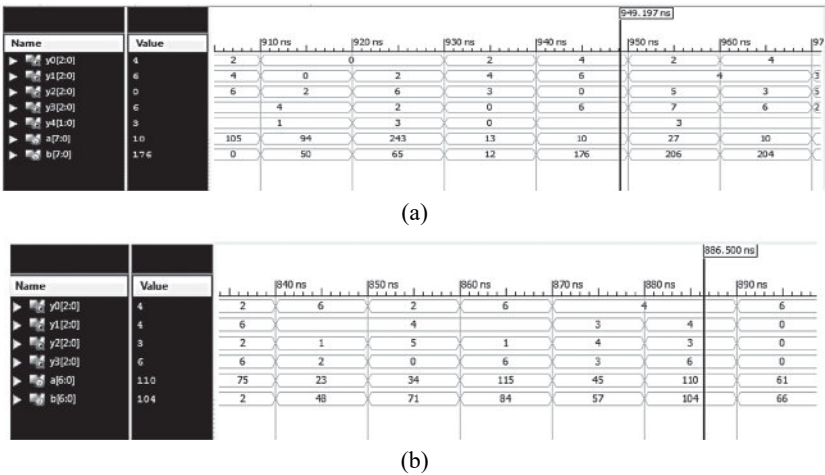 949.197 ns
Name Value 910 ns 920 ns 930 ns 940 ns 950 ns 960 ns 97
y0[2:0] 4 2 0 2 4 2 4
y1[2:0] 6 4 0 2 4 6 4 3
y2[2:0] 0 6 2 6 3 0 5 3 5
y3[2:0] 6 4 2 0 6 7 6 2
y4[1:0] 3 1 3 0 3
a[7:0] 10 105 94 243 13 10 27 10
b[7:0] 176 0 50 65 12 176 206 204
(a)
886.500 ns
Name Value 840 ns 850 ns 860 ns 870 ns 880 ns 890 ns
y0[2:0] 4 2 6 2 6 4 6
y1[2:0] 4 6 4 3 4 0
y2[2:0] 3 2 1 5 1 4 3 0
y3[2:0] 6 6 2 0 6 3 6 0
a[6:0] 110 75 23 34 115 45 110 61
b[6:0] 104 2 48 71 84 57 104 66
(b)